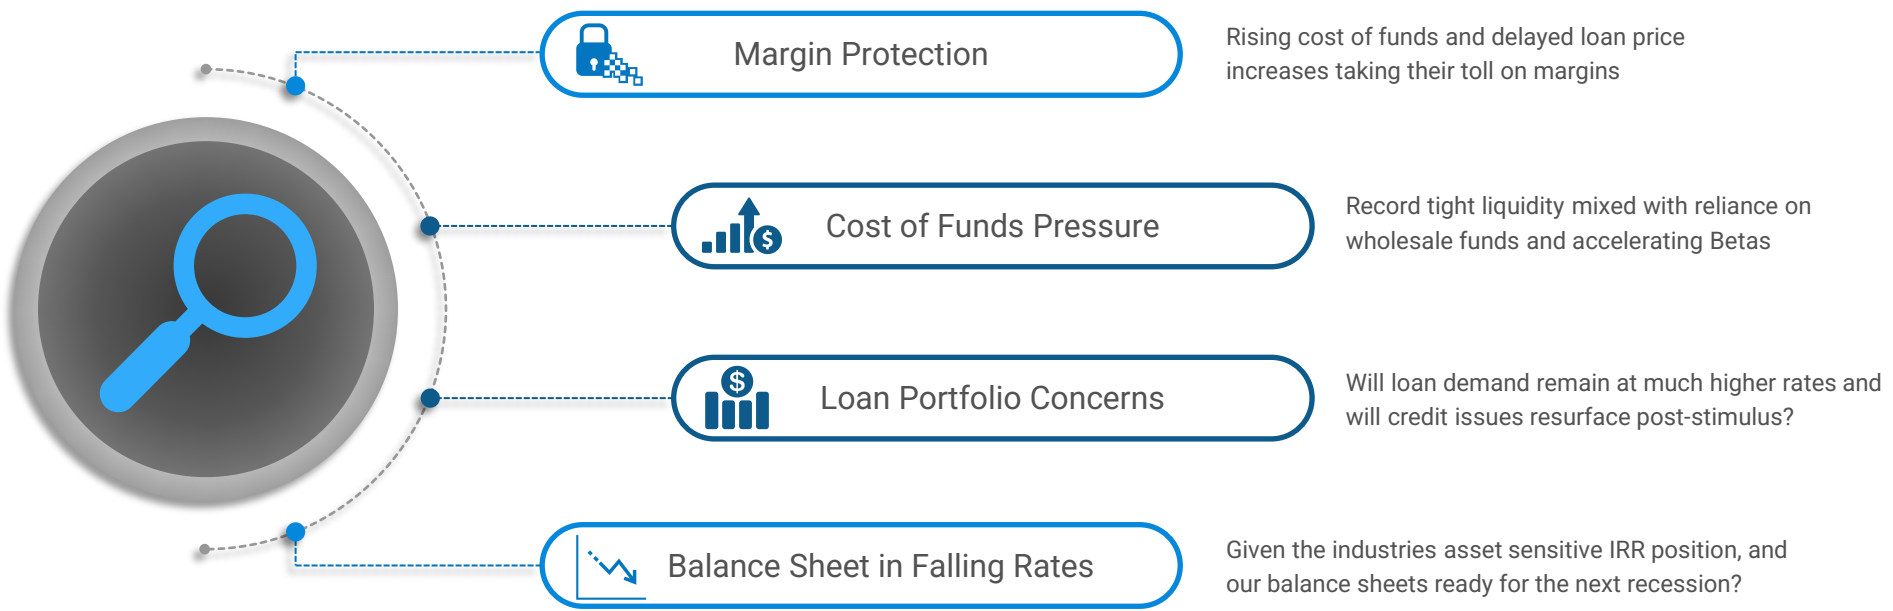 Margin Protection
Rising cost of funds and delayed loan price
increases taking their toll on margins
Cost of Funds Pressure
$
Record tight liquidity mixed with reliance on
wholesale funds and accelerating Betas
$
Loan Portfolio Concerns
Will loan demand remain at much higher rates and
will credit issues resurface post-stimulus?
Balance Sheet in Falling Rates
Given the industries asset sensitive IRR position, and
our balance sheets ready for the next recession?